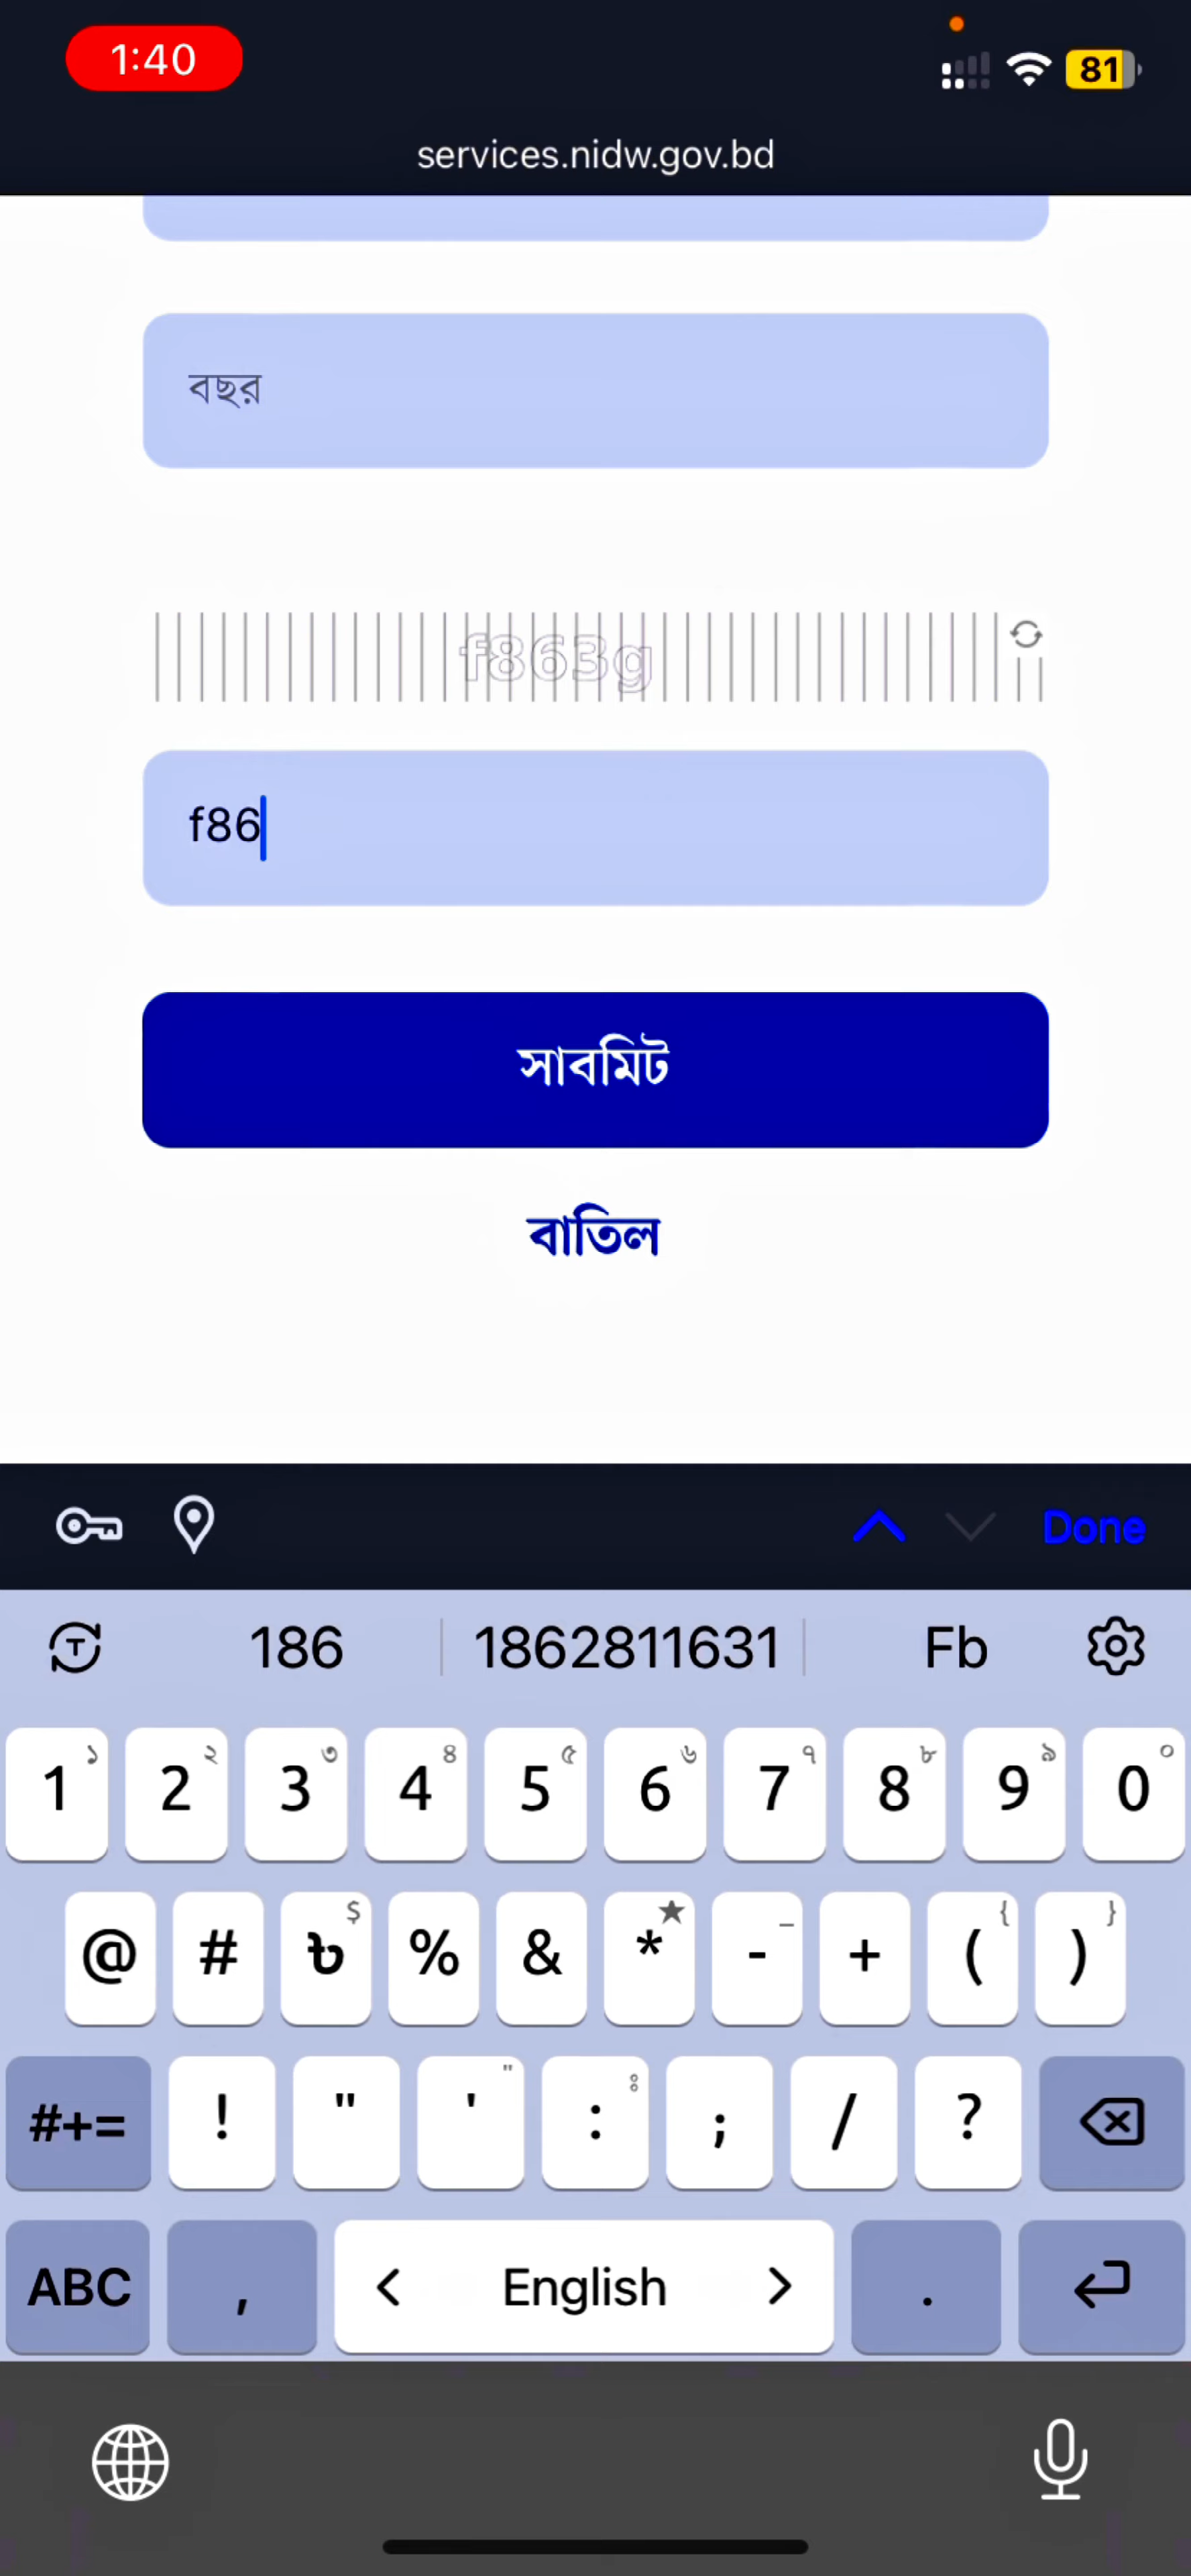 1:40
81
services.nidw.gov.bd
বছর
f863g
f86
সাবমিট
বাতিল
Done
186 1862811631 Fb
1 ১ 2 ২ 3 ৩ 4 ৪ 5 ৫ 6 ৬ 7 ৭ 8 ৮ 9 ৯ 0 ০
@ # ৳ $ % & * ★ - _ + ( { ) }
#+= ! " ' " : ঃ ; / ?
ABC , < English > .